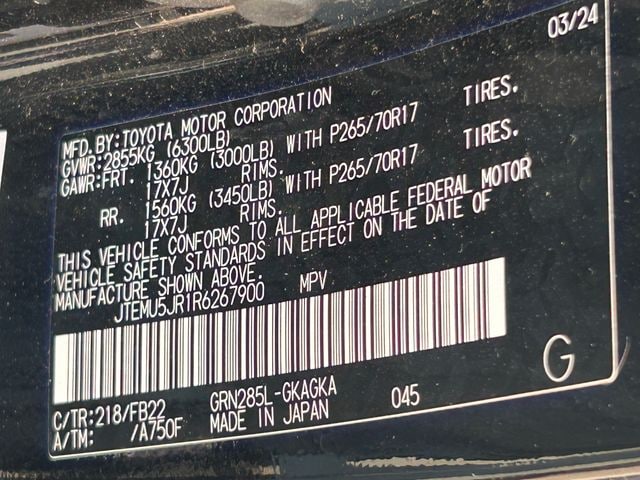 03/24
MFD. BY: TOYOTA MOTOR CORPORATION
GVWR: 2855KG (6300LB)
GAWR: FRT. 1360KG (3000LB) WITH P265/70R17 TIRES.
17X7J RIMS.
RR. 1560KG (3450LB) WITH P265/70R17 TIRES.
17X7J RIMS.
THIS VEHICLE CONFORMS TO ALL APPLICABLE FEDERAL MOTOR
VEHICLE SAFETY STANDARDS IN EFFECT ON THE DATE OF
MANUFACTURE SHOWN ABOVE.
JTEMU5JR1R6267900 MPV
C/TR: 218/FB22 GRN285L-GKAGKA 045 G
A/TM: /A750F MADE IN JAPAN